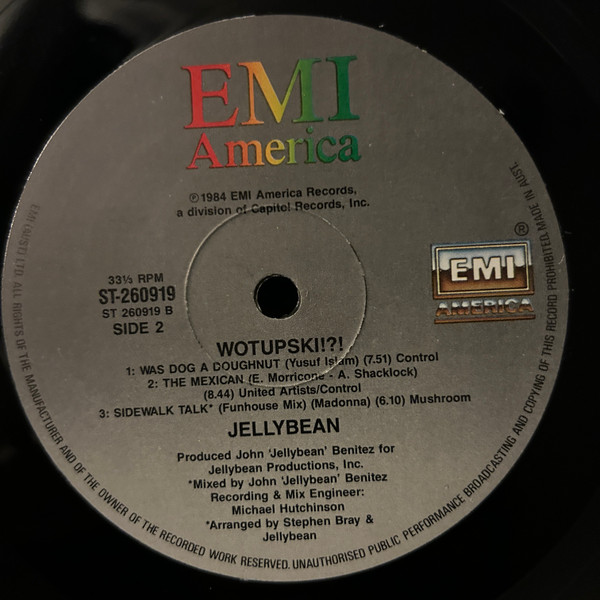 EMI
America
℗1984 EMI America Records,
a division of Capitol Records, Inc.
33⅓ RPM
ST-260919
ST 260919 B
SIDE 2
®
EMI
AMERICA
WOTUPSKI!?!
1: WAS DOG A DOUGHNUT (Yusuf Islam) (7.51) Control
2: THE MEXICAN (E. Morricone - A. Shacklock)
(8.44) United Artists/Control
3: SIDEWALK TALK* (Funhouse Mix) (Madonna) (6.10) Mushroom
JELLYBEAN
Produced John 'Jellybean' Benitez for
Jellybean Productions, Inc.
*Mixed by John 'Jellybean' Benitez
Recording & Mix Engineer:
Michael Hutchinson
*Arranged by Stephen Bray &
Jellybean
EMI (AUST) LTD. ALL RIGHTS OF THE MANUFACTURER AND OF THE OWNER OF THE RECORDED WORK RESERVED. UNAUTHORISED PUBLIC PERFORMANCE BROADCASTING AND COPYING OF THIS RECORD PROHIBITED. MADE IN AUST.